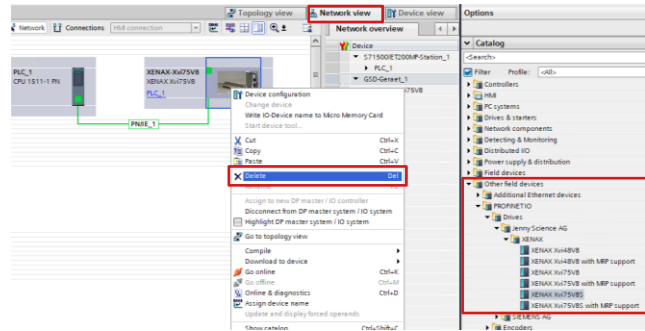 Topology view
Network view
Device view
Options
Network
Connections
HMI connection
Network overview
Catalog
Device
S71500/ET200MP-Station_1
PLC_1
GSD-Geraet_1
<Search>
Filter
Profile:
<All>
PLC_1
CPU 1511-1 PN
XENAX-Xvi75V8
XENAX Xvi75V8
PLC_1
PN/IE_1
Device configuration
Change device
Write IO-Device name to Micro Memory Card
Start device tool...
Cut Ctrl+X
Copy Ctrl+C
Paste Ctrl+V
Delete Del
Assign to new DP master / IO controller
Disconnect from DP master system / IO system
Highlight DP master system / IO system
Go to topology view
Compile
Download to device
Go online Ctrl+K
Go offline Ctrl+M
Online & diagnostics Ctrl+D
Assign device name
Update and display forced operands
Show catalog Ctrl+Shift+C
Controllers
HMI
PC systems
Drives & starters
Network components
Detecting & Monitoring
Distributed I/O
Power supply & distribution
Field devices
Other field devices
Additional Ethernet devices
PROFINET IO
Drives
Jenny Science AG
XENAX
XENAX Xvi48V8
XENAX Xvi48V8 with MRP support
XENAX Xvi75V8
XENAX Xvi75V8 with MRP support
XENAX Xvi75V8S
XENAX Xvi75V8S with MRP support
SIEMENS AG
Encoders